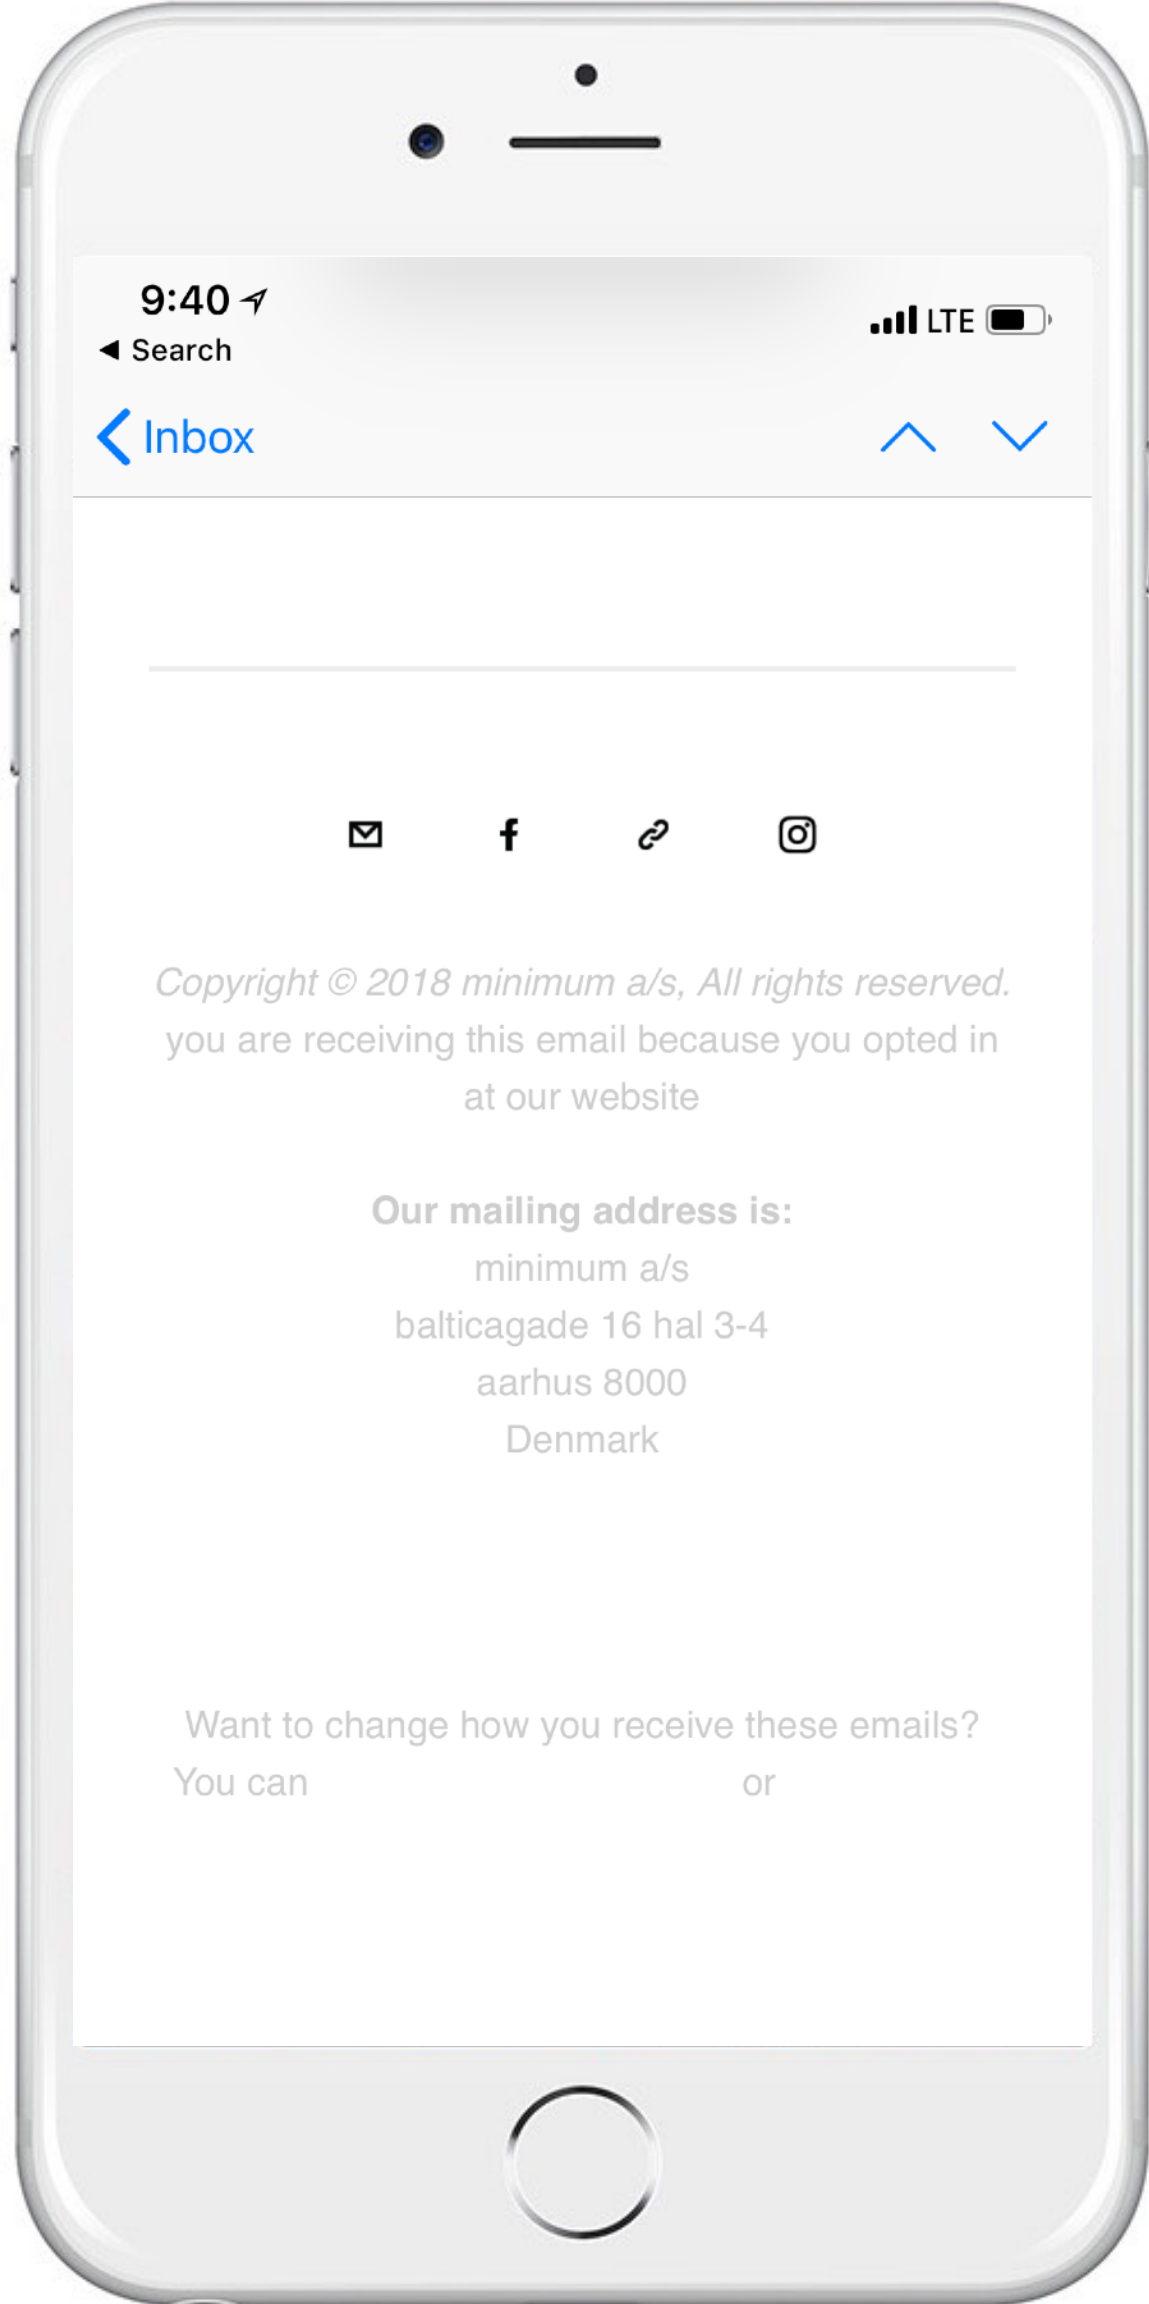 9:40
Search
LTE
Inbox
Copyright © 2018 minimum a/s, All rights reserved.
you are receiving this email because you opted in
at our website
Our mailing address is:
minimum a/s
balticagade 16 hal 3-4
aarhus 8000
Denmark
Want to change how you receive these emails?
You can or